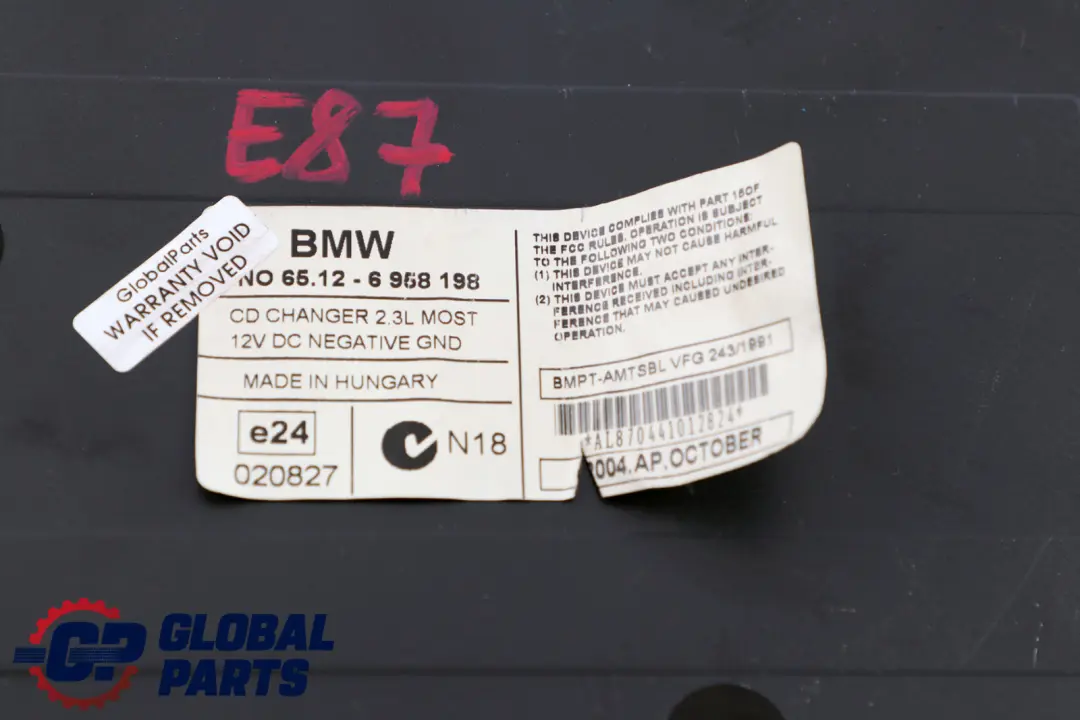 E87
GlobalParts
WARRANTY VOID
IF REMOVED
BMW
NO 65.12 - 6 958 198
CD CHANGER 2.3L MOST
12V DC NEGATIVE GND
MADE IN HUNGARY
e24
020827
N18
THIS DEVICE COMPLIES WITH PART 15OF
THE FCC RULES. OPERATION IS SUBJECT
TO THE FOLLOWING TWO CONDITIONS:
(1) THIS DEVICE MAY NOT CAUSE HARMFUL
INTERFERENCE.
(2) THIS DEVICE MUST ACCEPT ANY INTER-
FERENCE RECEIVED INCLUDING INTER-
FERENCE THAT MAY CAUSE UNDESIRED
OPERATION.
BMPT-AMTSBL VFG 243/1991
*AL870441012824*
004.AP.OCTOBER
GP
GLOBAL
PARTS